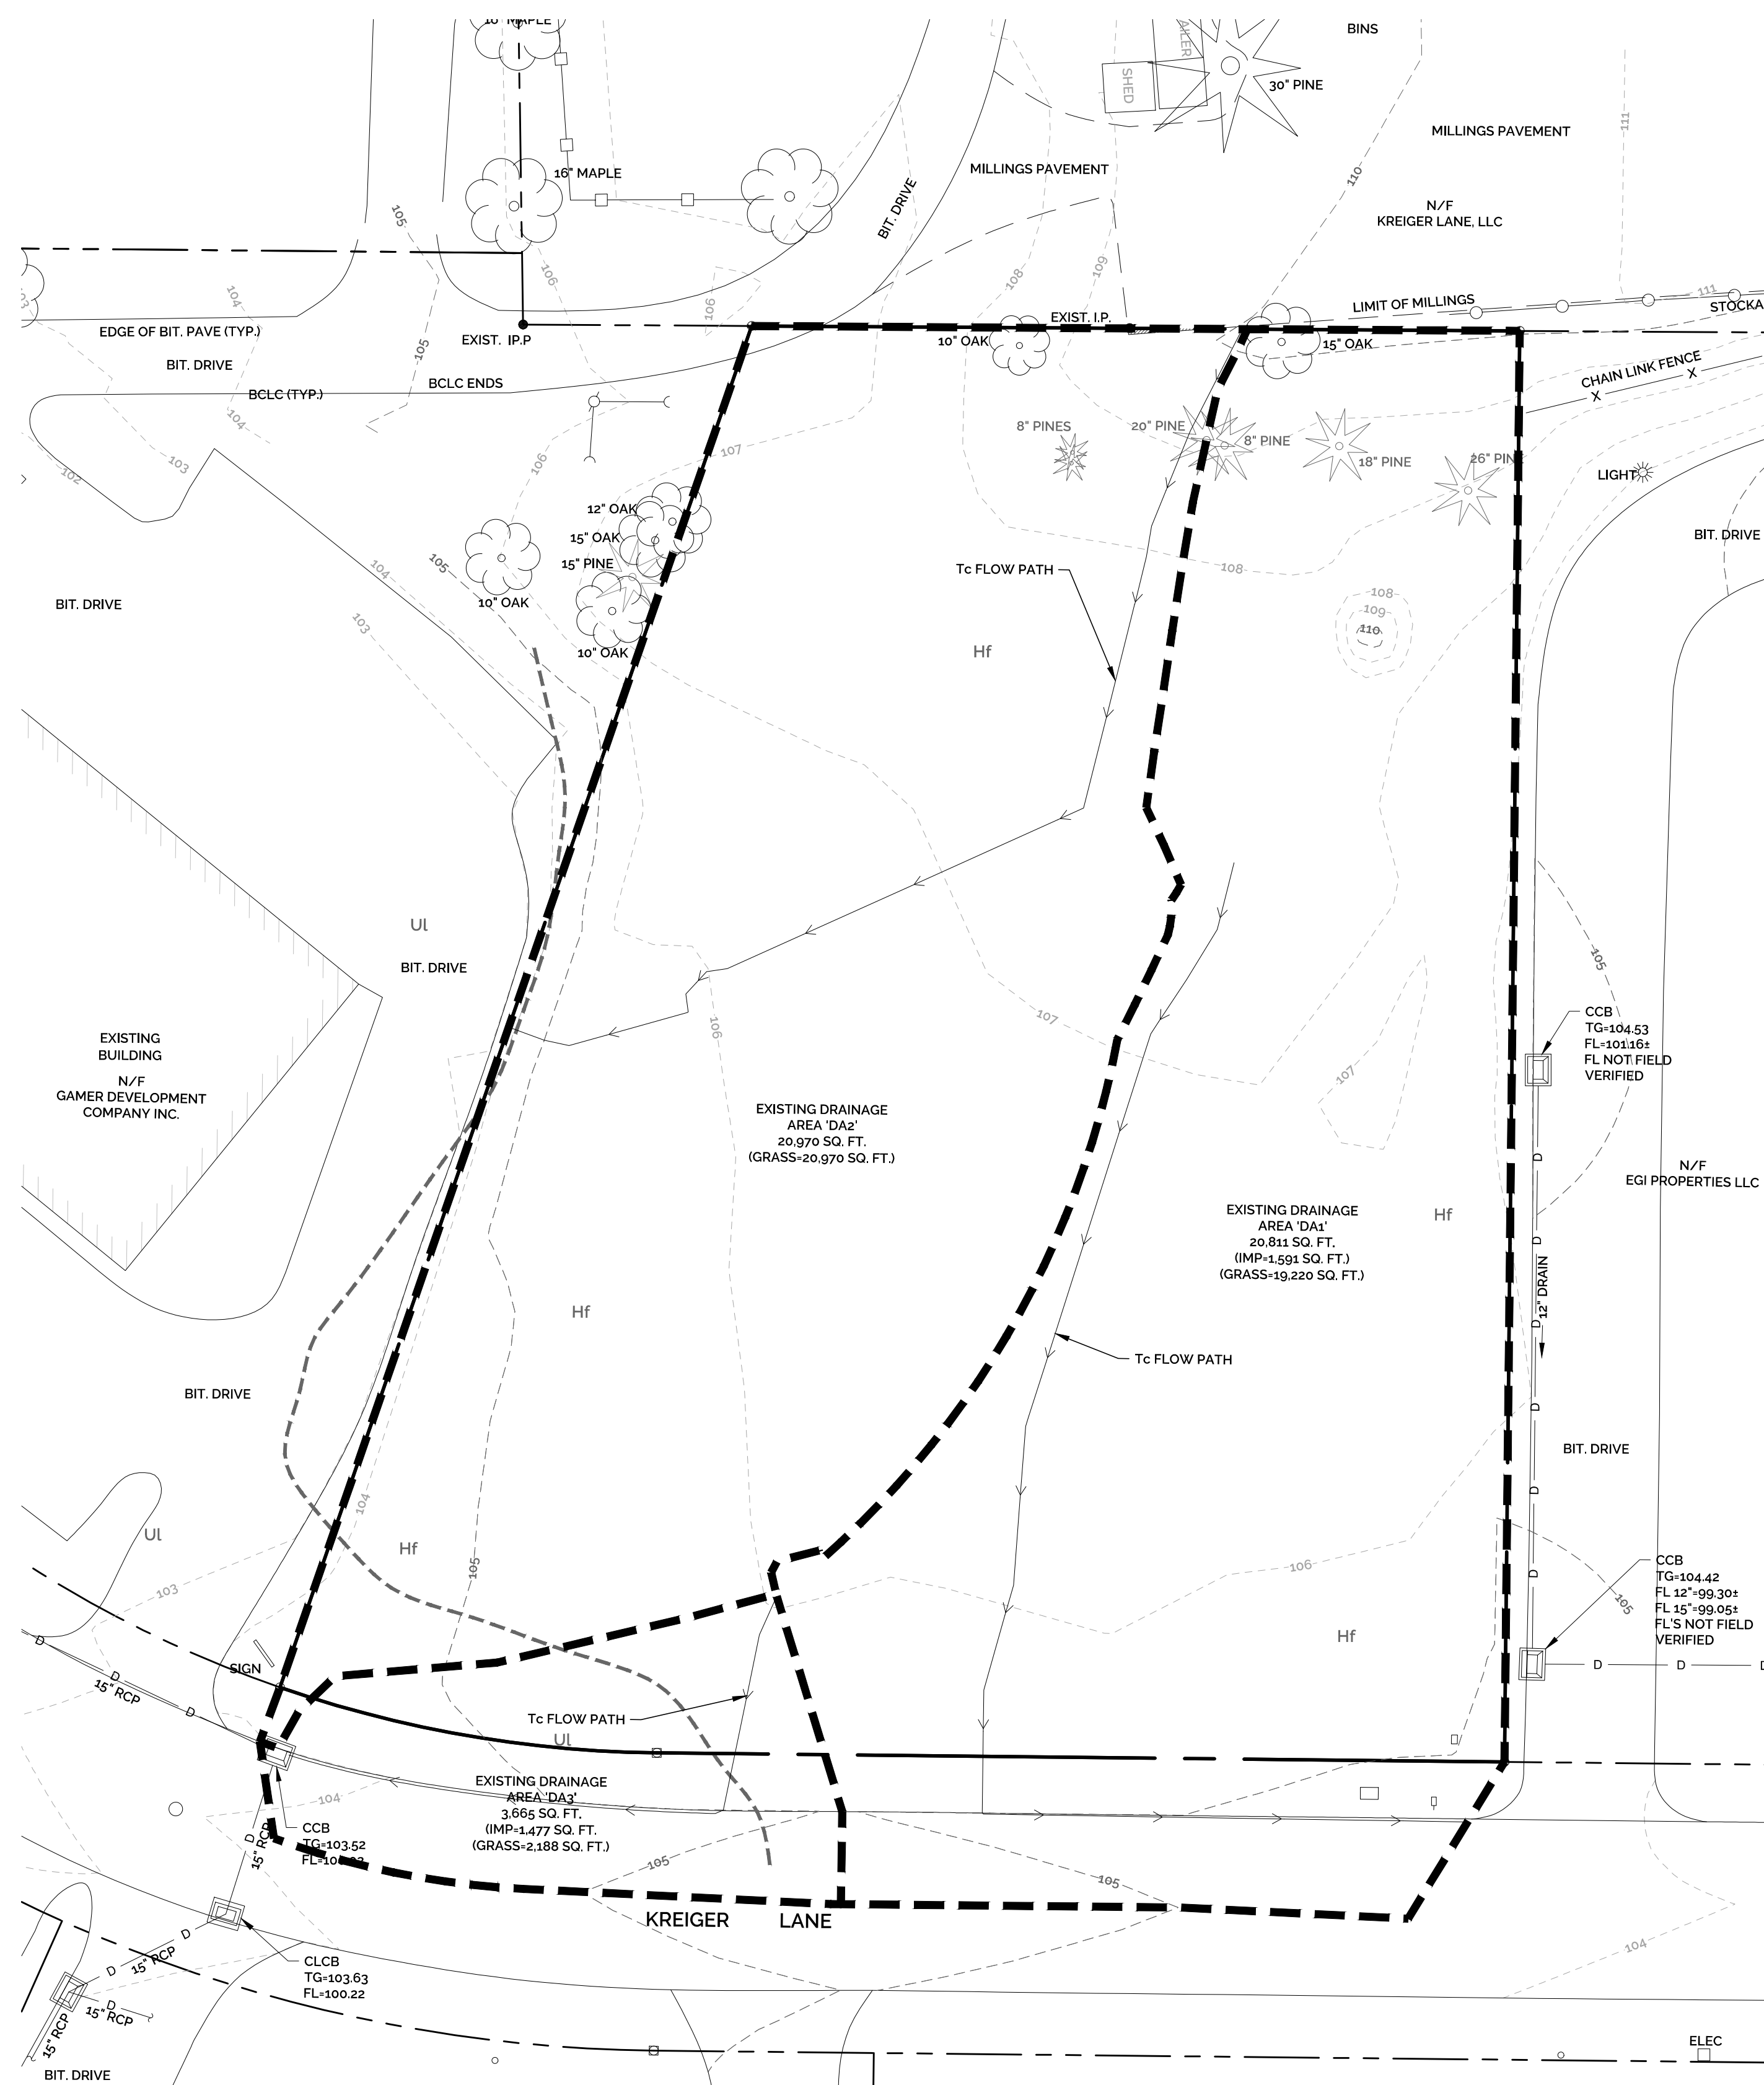 16" MAPLE
BINS
SHED
30" PINE
MILLINGS PAVEMENT
111
MILLINGS PAVEMENT
16" MAPLE
110
N/F
KREIGER LANE, LLC
BIT. DRIVE
105
106
108
109
104
106
111
LIMIT OF MILLINGS
STOCKA
EXIST. I.P.
EDGE OF BIT. PAVE (TYP.)
EXIST. IP.P
10" OAK
15" OAK
105
BIT. DRIVE
BCLC ENDS
BCLC (TYP.)
CHAIN LINK FENCE
X
X
104
8" PINES
20" PINE
8" PINE
107
106
103
102
18" PINE
26" PINE
LIGHT
12" OAK
15" OAK
15" PINE
BIT. DRIVE
104
105
Tc FLOW PATH
108
108
109
110
10" OAK
BIT. DRIVE
103
10" OAK
Hf
Ul
BIT. DRIVE
105
107
106
CCB
TG=104.53
FL=101.16±
FL NOT FIELD
VERIFIED
EXISTING
BUILDING
N/F
GAMER DEVELOPMENT
COMPANY INC.
107
EXISTING DRAINAGE
AREA 'DA2'
20,970 SQ. FT.
(GRASS=20,970 SQ. FT.)
D
N/F
EGI PROPERTIES LLC
EXISTING DRAINAGE
AREA 'DA1'
20,811 SQ. FT.
(IMP=1,591 SQ. FT.)
(GRASS=19,220 SQ. FT.)
Hf
D
12" DRAIN
D
Hf
Tc FLOW PATH
BIT. DRIVE
D
BIT. DRIVE
D
104
Ul
Hf
105
106
D
103
CCB
TG=104.42
FL 12"=99.30±
FL 15"=99.05±
FL'S NOT FIELD
VERIFIED
105
Hf
D
D
D
D
SIGN
D
15" RCP
D
Tc FLOW PATH
Ul
EXISTING DRAINAGE
AREA 'DA3'
3,665 SQ. FT.
(IMP=1,477 SQ. FT.)
(GRASS=2,188 SQ. FT.)
104
CCB
TG=103.52
D
15" RCP
105
105
KREIGER LANE
D
15" RCP
D
104
CLCB
TG=103.63
FL=100.22
D
15" RCP
15" RCP
ELEC
BIT. DRIVE